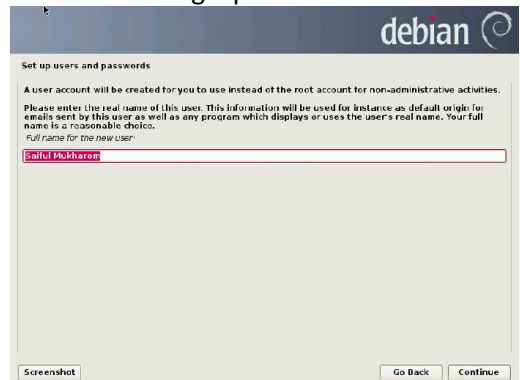 debian
Set up users and passwords
A user account will be created for you to use instead of the root account for non-administrative activities.
Please enter the real name of this user. This information will be used for instance as default origin for
emails sent by this user as well as any program which displays or uses the user's real name. Your full
name is a reasonable choice.
Full name for the new user:
Saiful Mukharom
Screenshot
Go Back
Continue